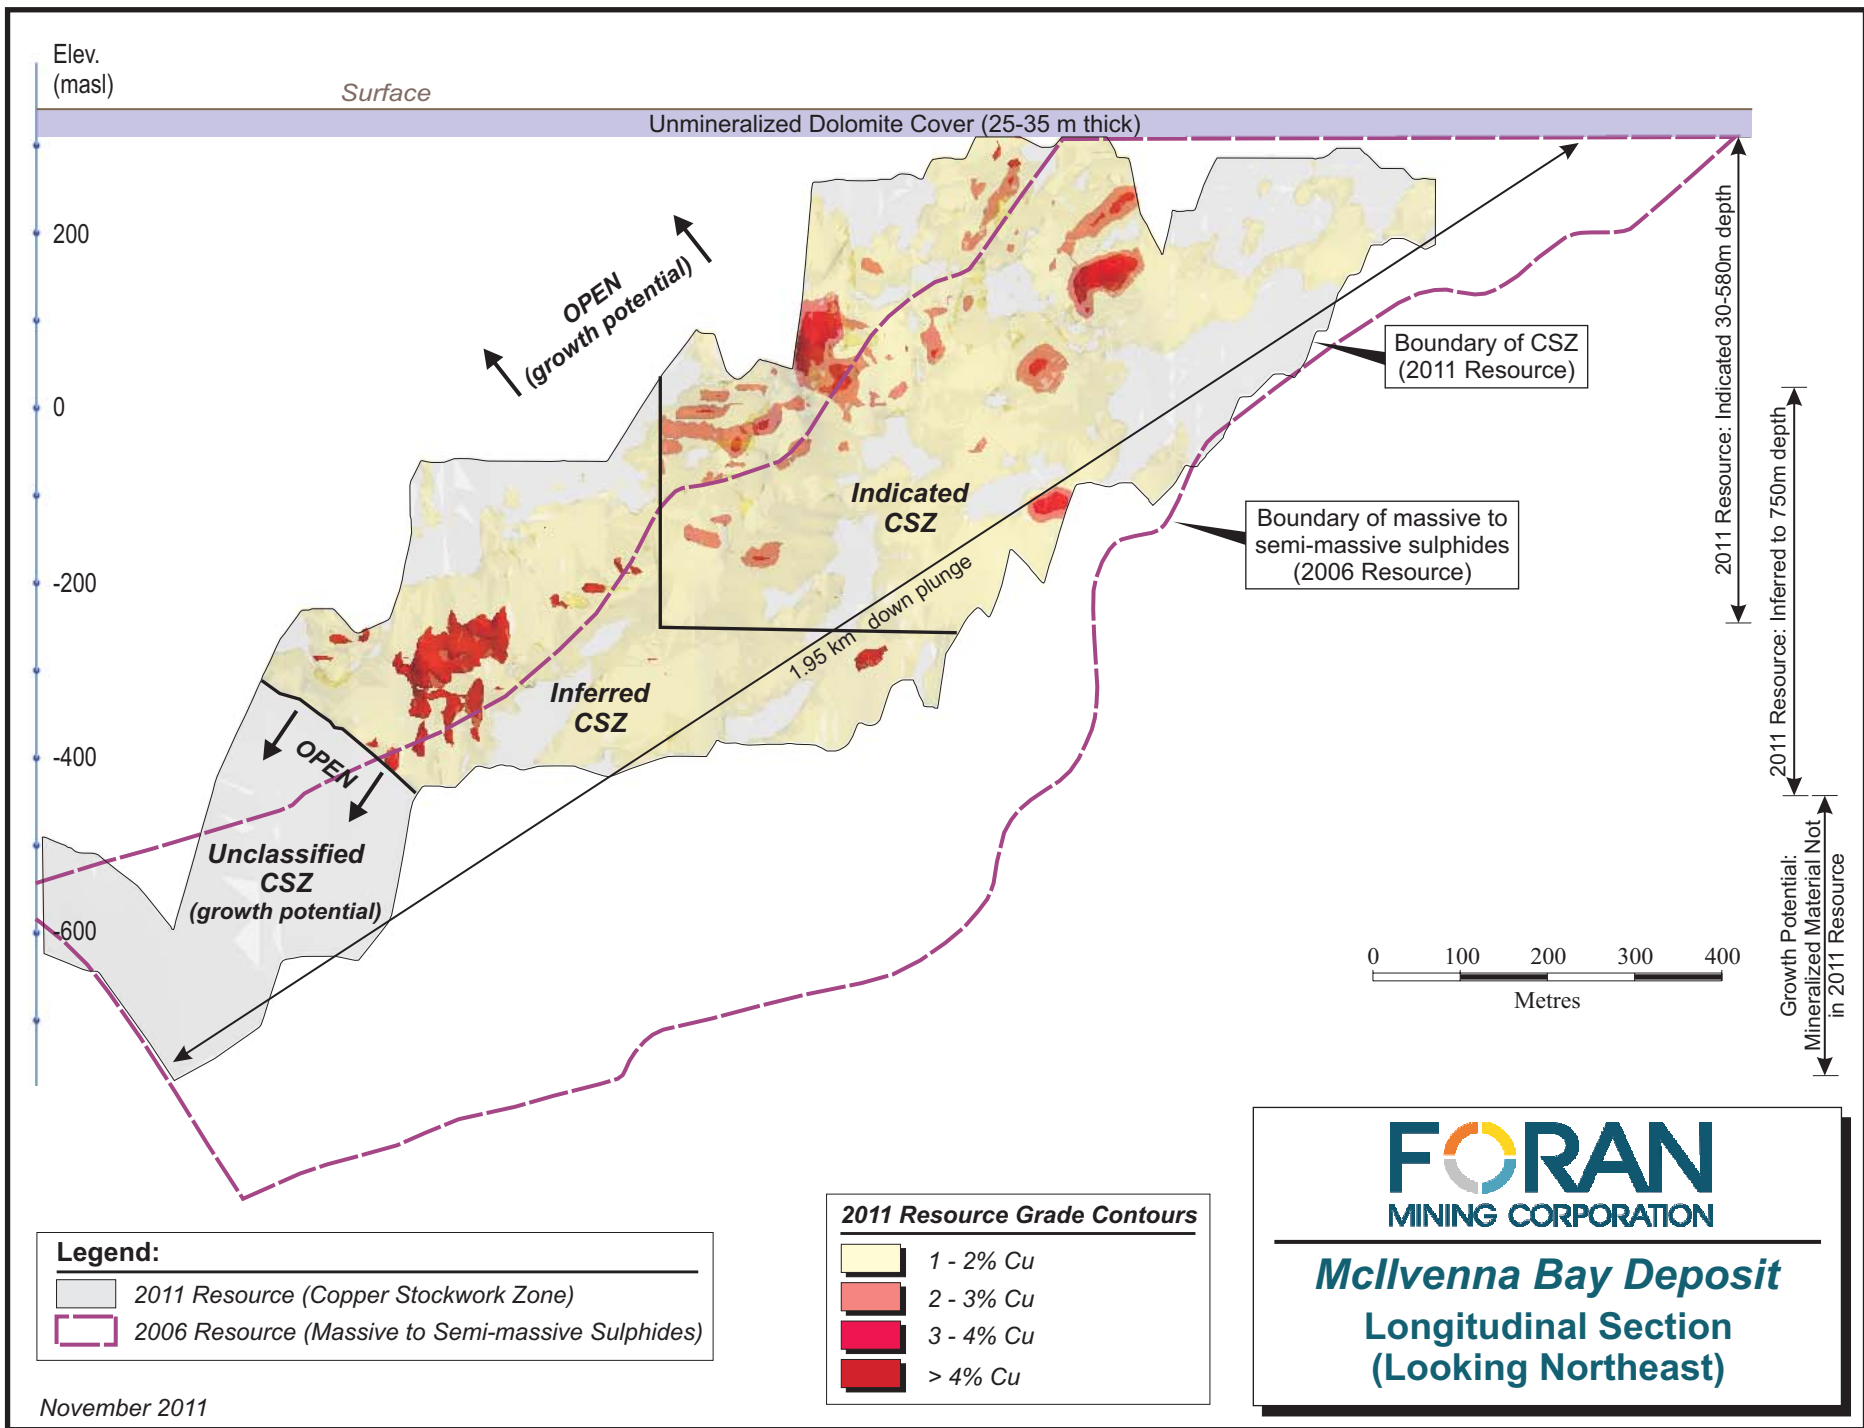 Elev.
(masl)
Surface
Unmineralized Dolomite Cover (25-35 m thick)
200
0
-200
-400
-600
OPEN
(growth potential)
Indicated
CSZ
Inferred
CSZ
1.95 km down plunge
OPEN
Unclassified
CSZ
(growth potential)
Boundary of CSZ
(2011 Resource)
Boundary of massive to
semi-massive sulphides
(2006 Resource)
2011 Resource: Indicated 30-580m depth
2011 Resource: Inferred to 750m depth
Growth Potential:
Mineralized Material Not
in 2011 Resource
0 100 200 300 400
Metres
Legend:
2011 Resource (Copper Stockwork Zone)
2006 Resource (Massive to Semi-massive Sulphides)
November 2011
2011 Resource Grade Contours
1 - 2% Cu
2 - 3% Cu
3 - 4% Cu
> 4% Cu
FORAN
MINING CORPORATION
McIlvenna Bay Deposit
Longitudinal Section
(Looking Northeast)